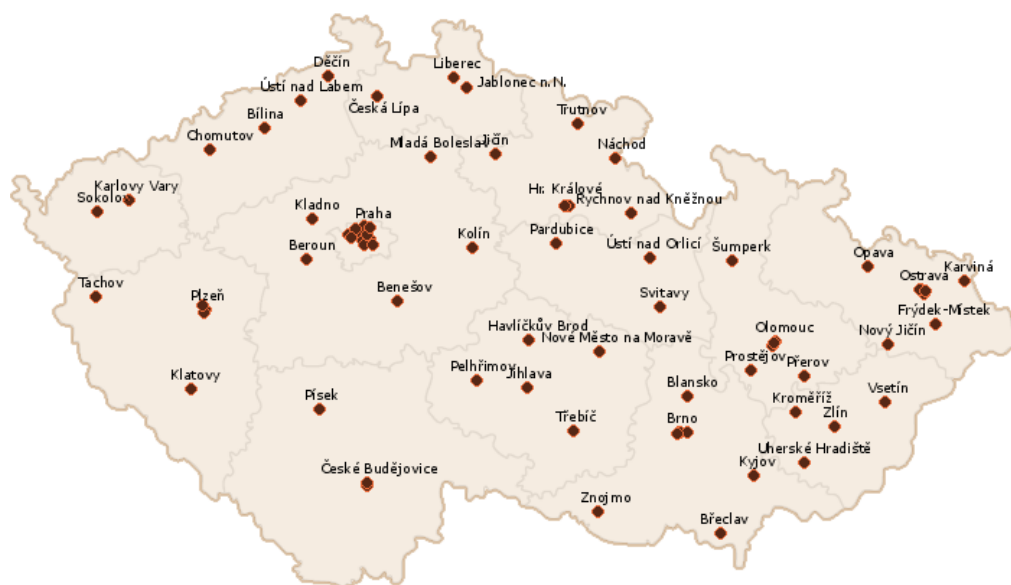 Děčín
Liberec
Ústí nad Labem
Jablonec n. N.
Česká Lípa
Bílina
Trutnov
Chomutov
Mladá Boleslav
Jičín
Náchod
Karlovy Vary
Sokolov
Hr. Králové
Rychnov nad Kněžnou
Kladno
Praha
Beroun
Kolín
Pardubice
Ústí nad Orlicí
Šumperk
Opava
Karviná
Ostrava
Tachov
Plzeň
Benešov
Svitavy
Frýdek-Místek
Havlíčkův Brod
Olomouc
Nové Město na Moravě
Nový Jičín
Prostějov
Přerov
Pelhřimov
Jihlava
Klatovy
Blansko
Vsetín
Písek
Kroměříž
Třebíč
Brno
Zlín
Uherské Hradiště
České Budějovice
Kyjov
Znojmo
Břeclav